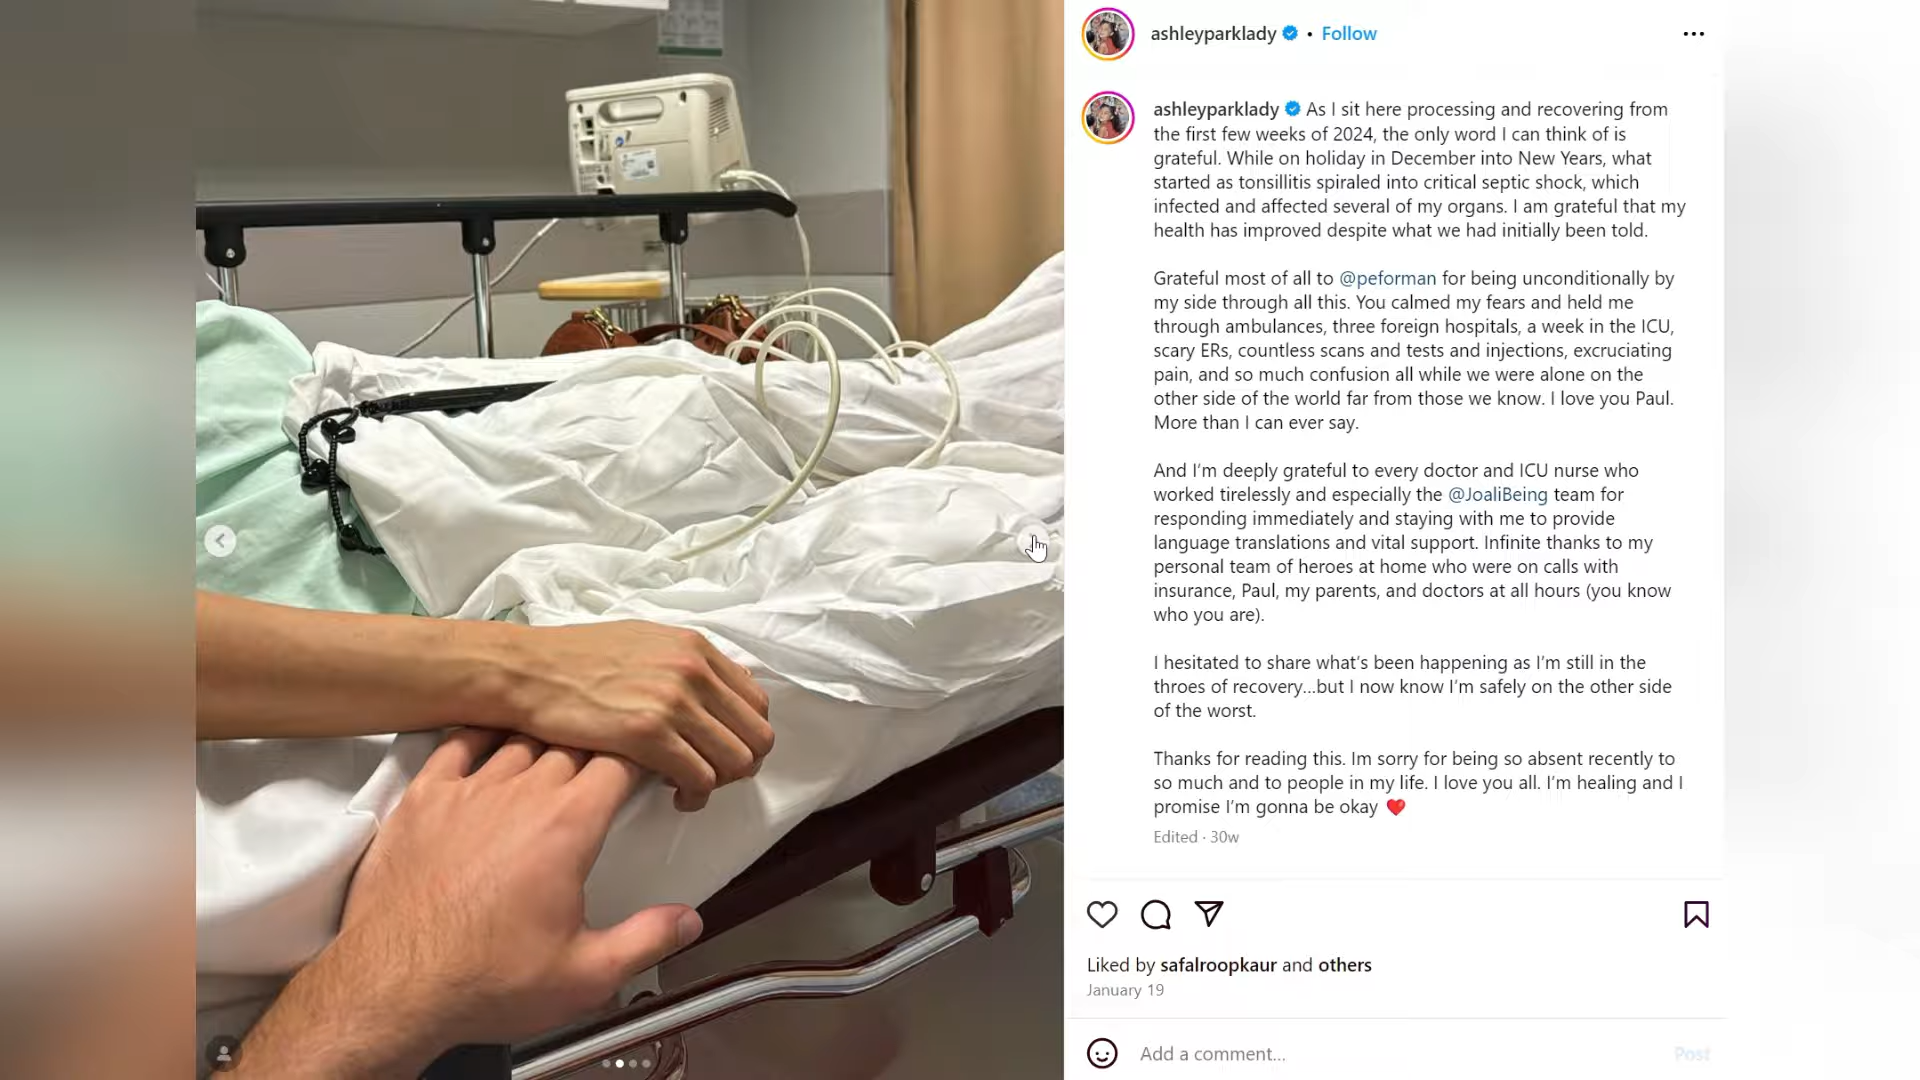 ashleyparklady • Follow
ashleyparklady As I sit here processing and recovering from
the first few weeks of 2024, the only word I can think of is
grateful. While on holiday in December into New Years, what
started as tonsillitis spiraled into critical septic shock, which
infected and affected several of my organs. I am grateful that my
health has improved despite what we had initially been told.
Grateful most of all to @peforman for being unconditionally by
my side through all this. You calmed my fears and held me
through ambulances, three foreign hospitals, a week in the ICU,
scary ERs, countless scans and tests and injections, excruciating
pain, and so much confusion all while we were alone on the
other side of the world far from those we know. I love you Paul.
More than I can ever say.
And I’m deeply grateful to every doctor and ICU nurse who
worked tirelessly and especially the @JoaliBeing team for
responding immediately and staying with me to provide
language translations and vital support. Infinite thanks to my
personal team of heroes at home who were on calls with
insurance, Paul, my parents, and doctors at all hours (you know
who you are).
I hesitated to share what’s been happening as I’m still in the
throes of recovery...but I now know I’m safely on the other side
of the worst.
Thanks for reading this. Im sorry for being so absent recently to
so much and to people in my life. I love you all. I’m healing and I
promise I’m gonna be okay ❤️
Edited · 30w
Liked by safalroopkaur and others
January 19
Add a comment...
Post